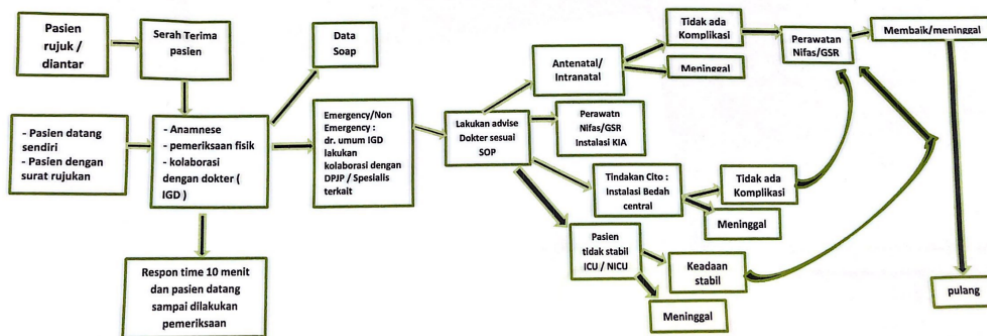 Pasien
rujuk /
diantar
Serah Terima
pasien
Data
Soap
- Pasien datang
sendiri
- Pasien dengan
surat rujukan
- Anamnese
- pemeriksaan fisik
- kolaborasi
dengan dokter (
IGD )
Respon time 10 menit
dan pasien datang
sampai dilakukan
pemeriksaan
Emergency/Non
Emergency :
dr. umum IGD
lakukan
kolaborasi dengan
DPJP / Spesialis
terkait
Lakukan advise
Dokter sesuai
SOP
Antenatal/
Intranatal
Tidak ada
Komplikasi
Meninggal
Perawatan
Nifas/GSR
Membaik/meninggal
Perawatn
Nifas/GSR
Instalasi KIA
Tindakan Cito :
Instalasi Bedah
central
Tidak ada
Komplikasi
Meninggal
Pasien
tidak stabil
ICU / NICU
Keadaan
stabil
Meninggal
pulang